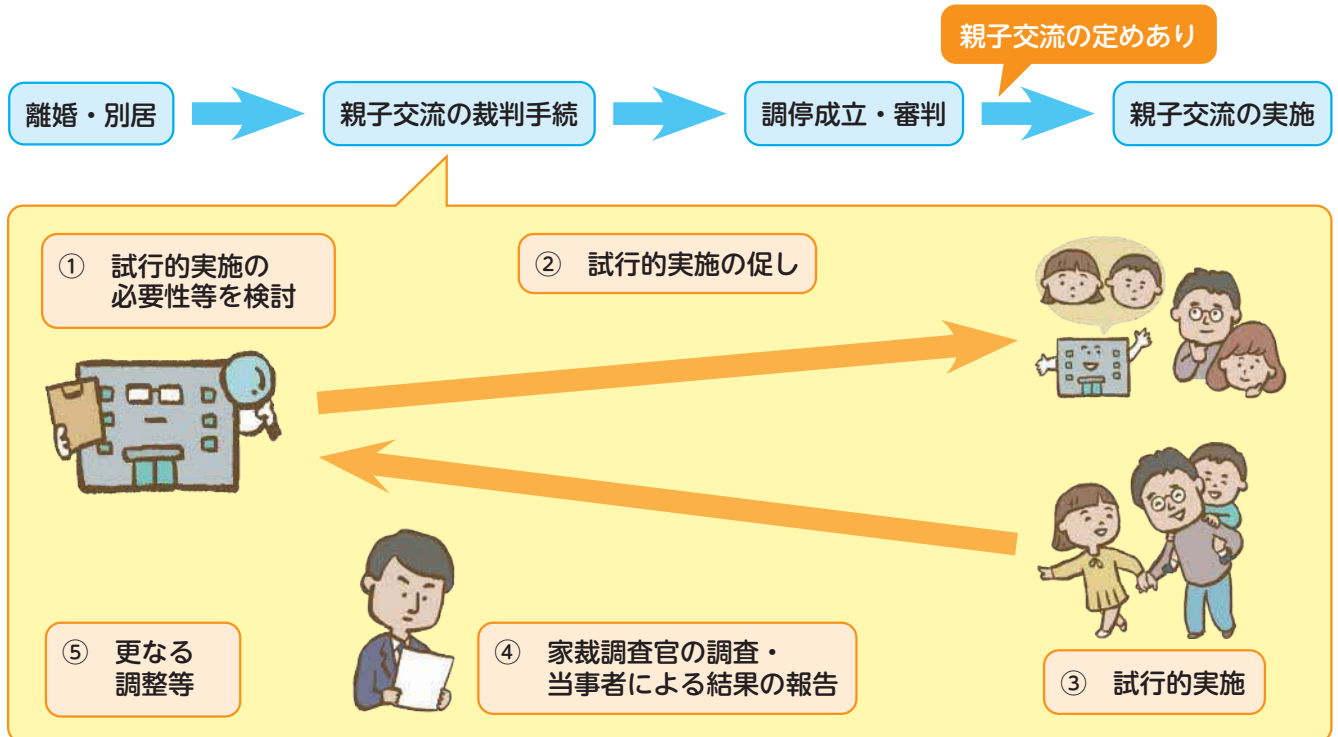 親子交流の定めあり
離婚・別居
親子交流の裁判手続
調停成立・審判
親子交流の実施
① 試行的実施の
必要性等を検討
② 試行的実施の促し
③ 試行的実施
④ 家裁調査官の調査・
当事者による結果の報告
⑤ 更なる
調整等